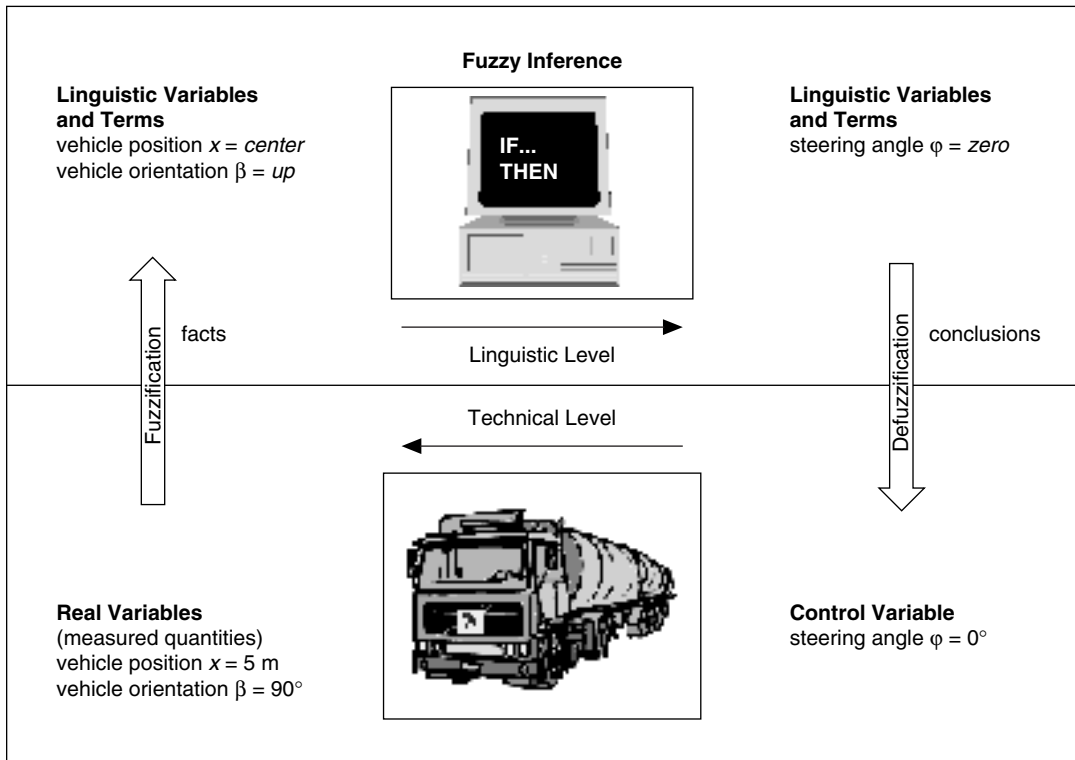 Fuzzy Inference
Linguistic Variables
and Terms
vehicle position x = center
vehicle orientation β = up
IF...
THEN
Linguistic Variables
and Terms
steering angle φ = zero
Fuzzification
facts
Linguistic Level
Defuzzification
conclusions
Technical Level
Real Variables
(measured quantities)
vehicle position x = 5 m
vehicle orientation β = 90°
Control Variable
steering angle φ = 0°